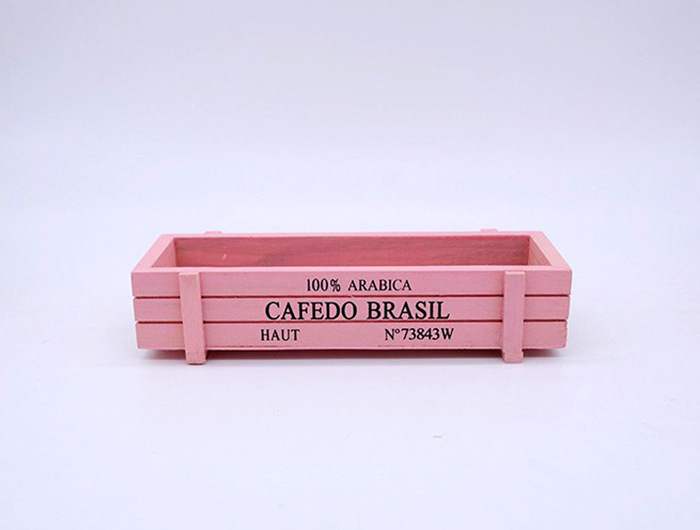 100% ARABICA
CAFEDO BRASIL
HAUT N°73843W